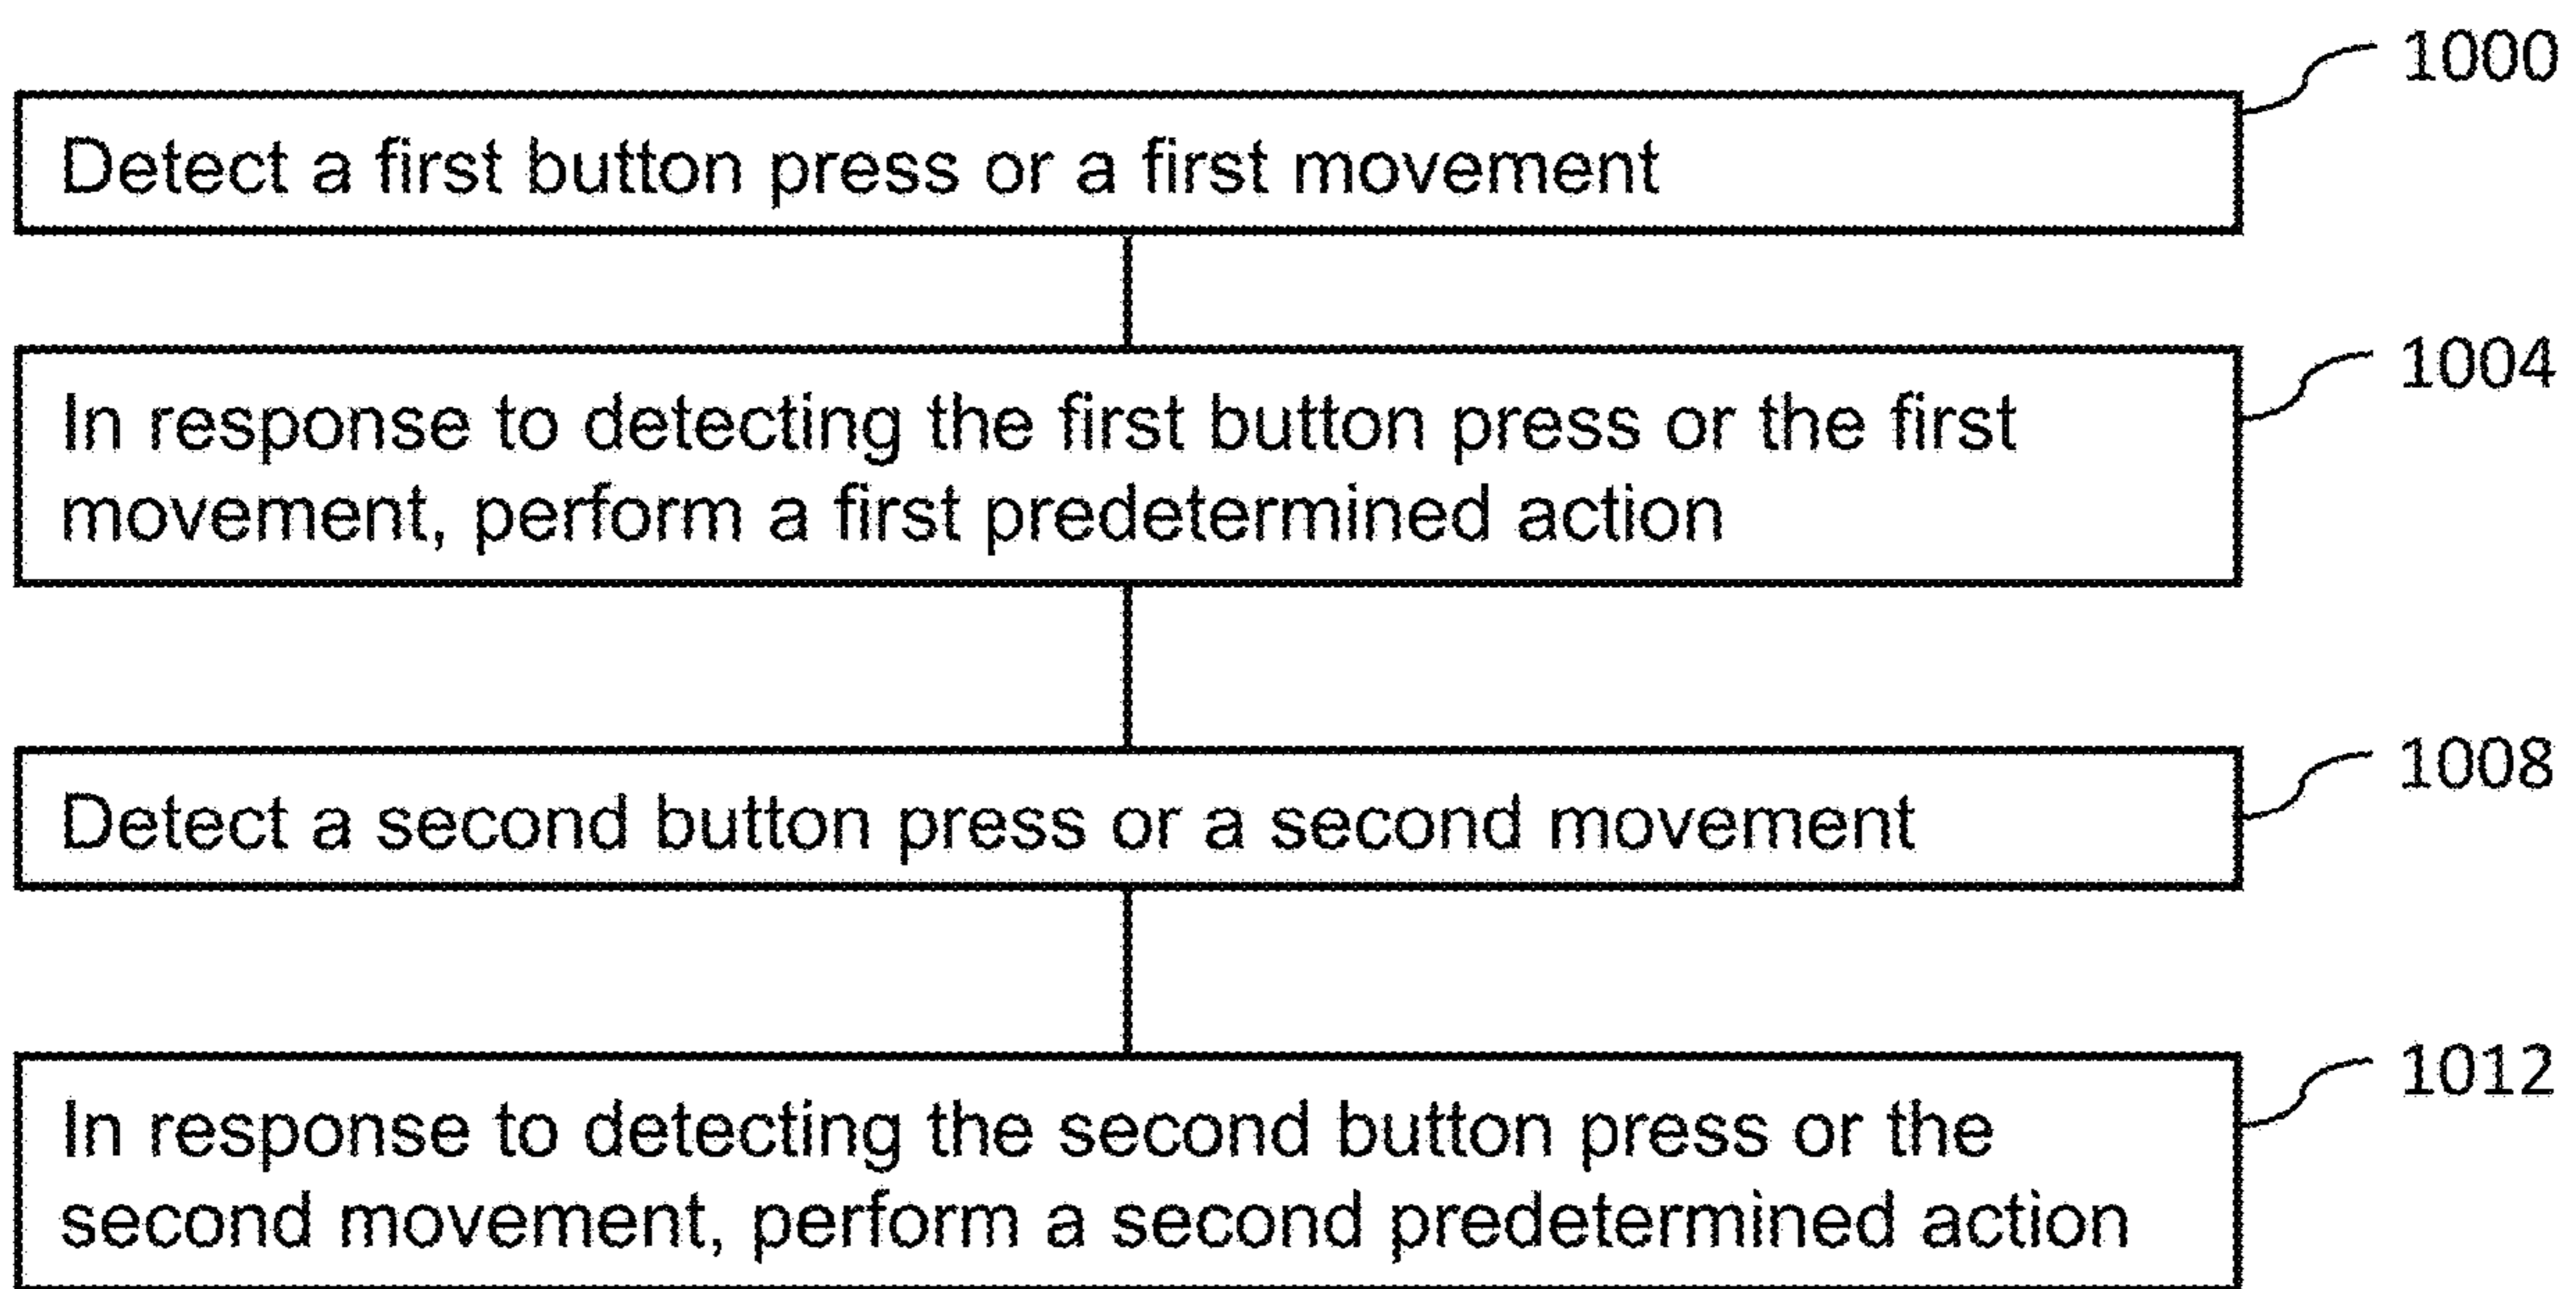 1000
Detect a first button press or a first movement
1004
In response to detecting the first button press or the first
movement, perform a first predetermined action
1008
Detect a second button press or a second movement
1012
In response to detecting the second button press or the
second movement, perform a second predetermined action